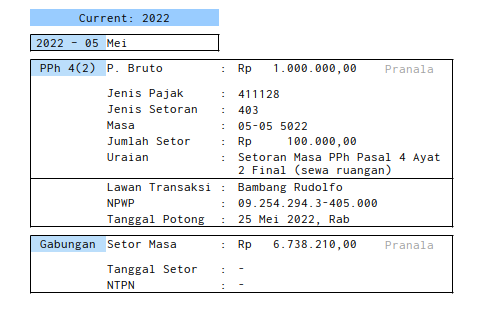 Current: 2022
2022 - 05 Mei
PPh 4(2) P. Bruto : Rp 1.000.000,00 Pranala
Jenis Pajak : 411128
Jenis Setoran : 403
Masa : 05-05 5022
Jumlah Setor : Rp 100.000,00
Uraian : Setoran Masa PPh Pasal 4 Ayat
2 Final (sewa ruangan)
Lawan Transaksi : Bambang Rudolfo
NPWP : 09.254.294.3-405.000
Tanggal Potong : 25 Mei 2022, Rab
Gabungan Setor Masa : Rp 6.738.210,00 Pranala
Tanggal Setor : -
NTPN : -